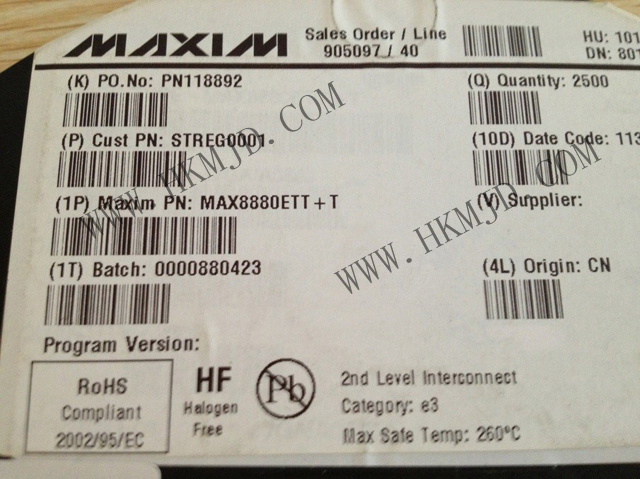 MAXIM
Sales Order / Line
905097 / 40
HU: 101
DN: 801
(K) PO.No: PN118892
(Q) Quantity: 2500
(P) Cust PN: STREG0001
(10D) Date Code: 113
(1P) Maxim PN: MAX8880ETT+T
(V) Supplier:
(1T) Batch: 0000880423
(4L) Origin: CN
Program Version:
RoHS
Compliant
2002/95/EC
HF
Halogen
Free
Pb
2nd Level Interconnect
Category: e3
Max Safe Temp: 260°C
WWW.HKMJD.COM
WWW.HKMJD.COM